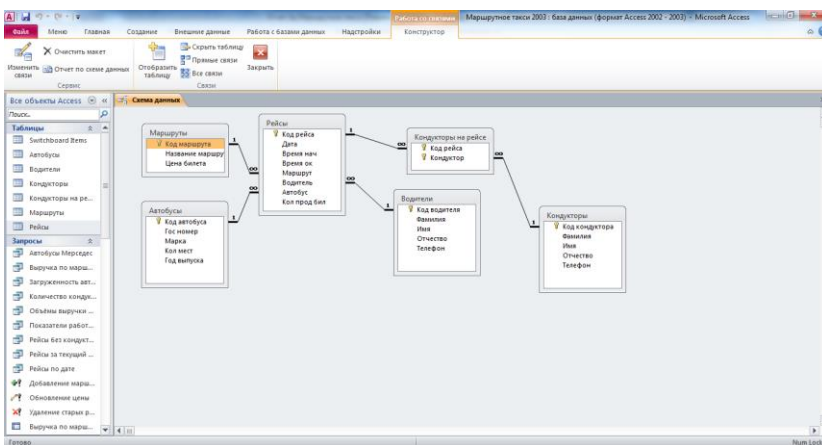 Работа со связями
Маршрутное такси 2003 : база данных (формат Access 2002 - 2003) - Microsoft Access
Файл Меню Главная Создание Внешние данные Работа с базами данных Надстройки Конструктор
Изменить связи
Очистить макет
Отчет по схеме данных
Сервис
Отобразить таблицу
Скрыть таблицу
Прямые связи
Все связи
Связи
Закрыть
Все объекты Access
Поиск...
Таблицы
Switchboard Items
Автобусы
Водители
Кондукторы
Кондукторы на ре...
Маршруты
Рейсы
Запросы
Автобусы Мерседес
Выручка по марш...
Загруженность авт...
Количество кондук...
Объёмы выручки ...
Показатели работ...
Рейсы без кондукт...
Рейсы за текущий ...
Рейсы по дате
Добавление марш...
Обновление цены
Удаление старых р...
Выручка по марш...
Схема данных
Маршруты
Код маршрута
Название маршру
Цена билета
1
∞
Автобусы
Код автобуса
Гос номер
Марка
Кол мест
Год выпуска
1
∞
Рейсы
Код рейса
Дата
Время нач
Время ок
Маршрут
Водитель
Автобус
Кол прод бил
1
∞
Кондукторы на рейсе
Код рейса
Кондуктор
∞
∞
Водители
Код водителя
Фамилия
Имя
Отчество
Телефон
1
Кондукторы
Код кондуктора
Фамилия
Имя
Отчество
Телефон
1
Готово
Num Lock